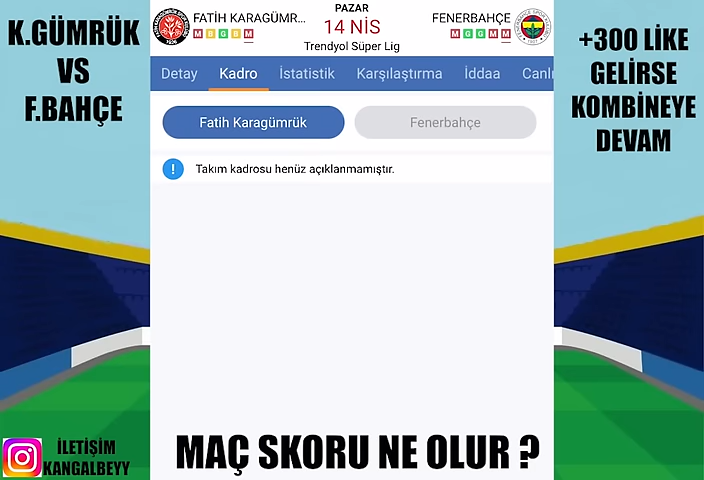 K.GÜMRÜK
VS
F.BAHÇE
FATİH KARAGÜMR...
M B G B M
PAZAR
14 NİS
Trendyol Süper Lig
FENERBAHÇE
M G G M M
+300 LİKE
GELİRSE
KOMBİNEYE
DEVAM
Detay Kadro İstatistik Karşılaştırma İddaa Canlı
Fatih Karagümrük Fenerbahçe
! Takım kadrosu henüz açıklanmamıştır.
MAÇ SKORU NE OLUR ?
İLETİŞİM
KANGALBEYY